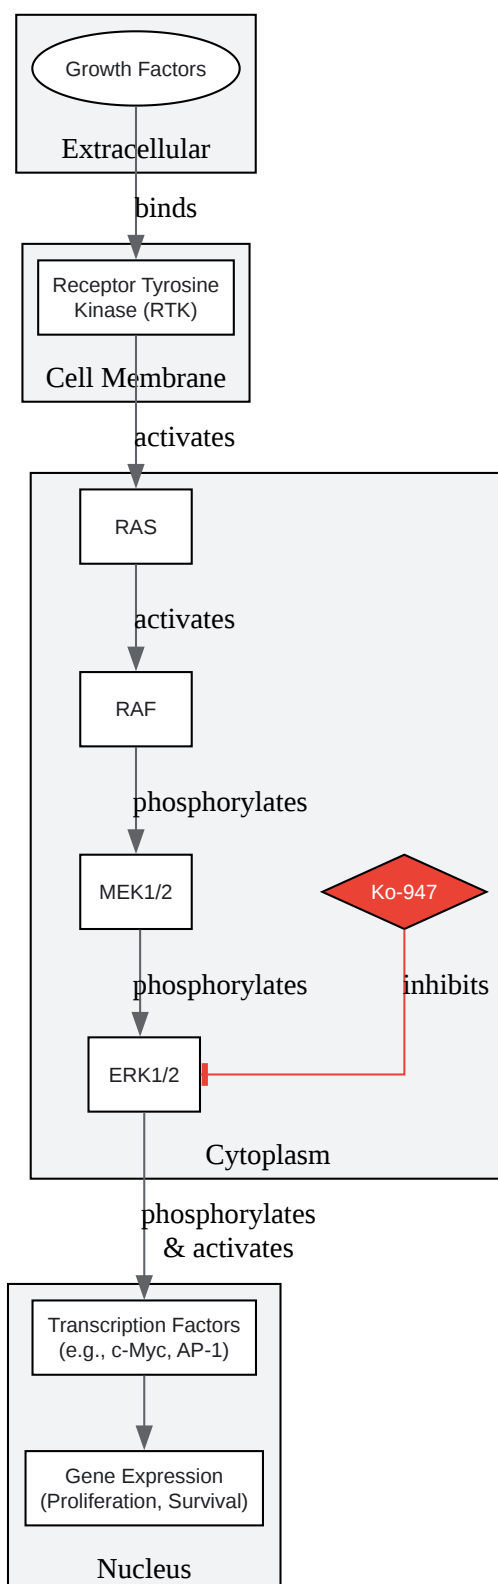 Growth Factors
Extracellular
binds
Receptor Tyrosine
Kinase (RTK)
Cell Membrane
activates
RAS
activates
RAF
phosphorylates
MEK1/2
Ko-947
phosphorylates
inhibits
ERK1/2
Cytoplasm
phosphorylates
& activates
Transcription Factors
(e.g., c-Myc, AP-1)
Gene Expression
(Proliferation, Survival)
Nucleus